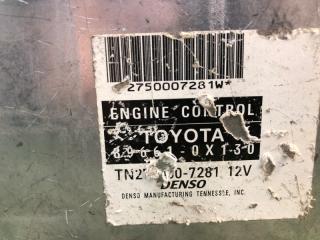 2750007281W*
ENGINE CONTROL
TOYOTA
89661 0X130
12V
DENSO
DENSO MANUFACTURING TENNESSEE, INC.